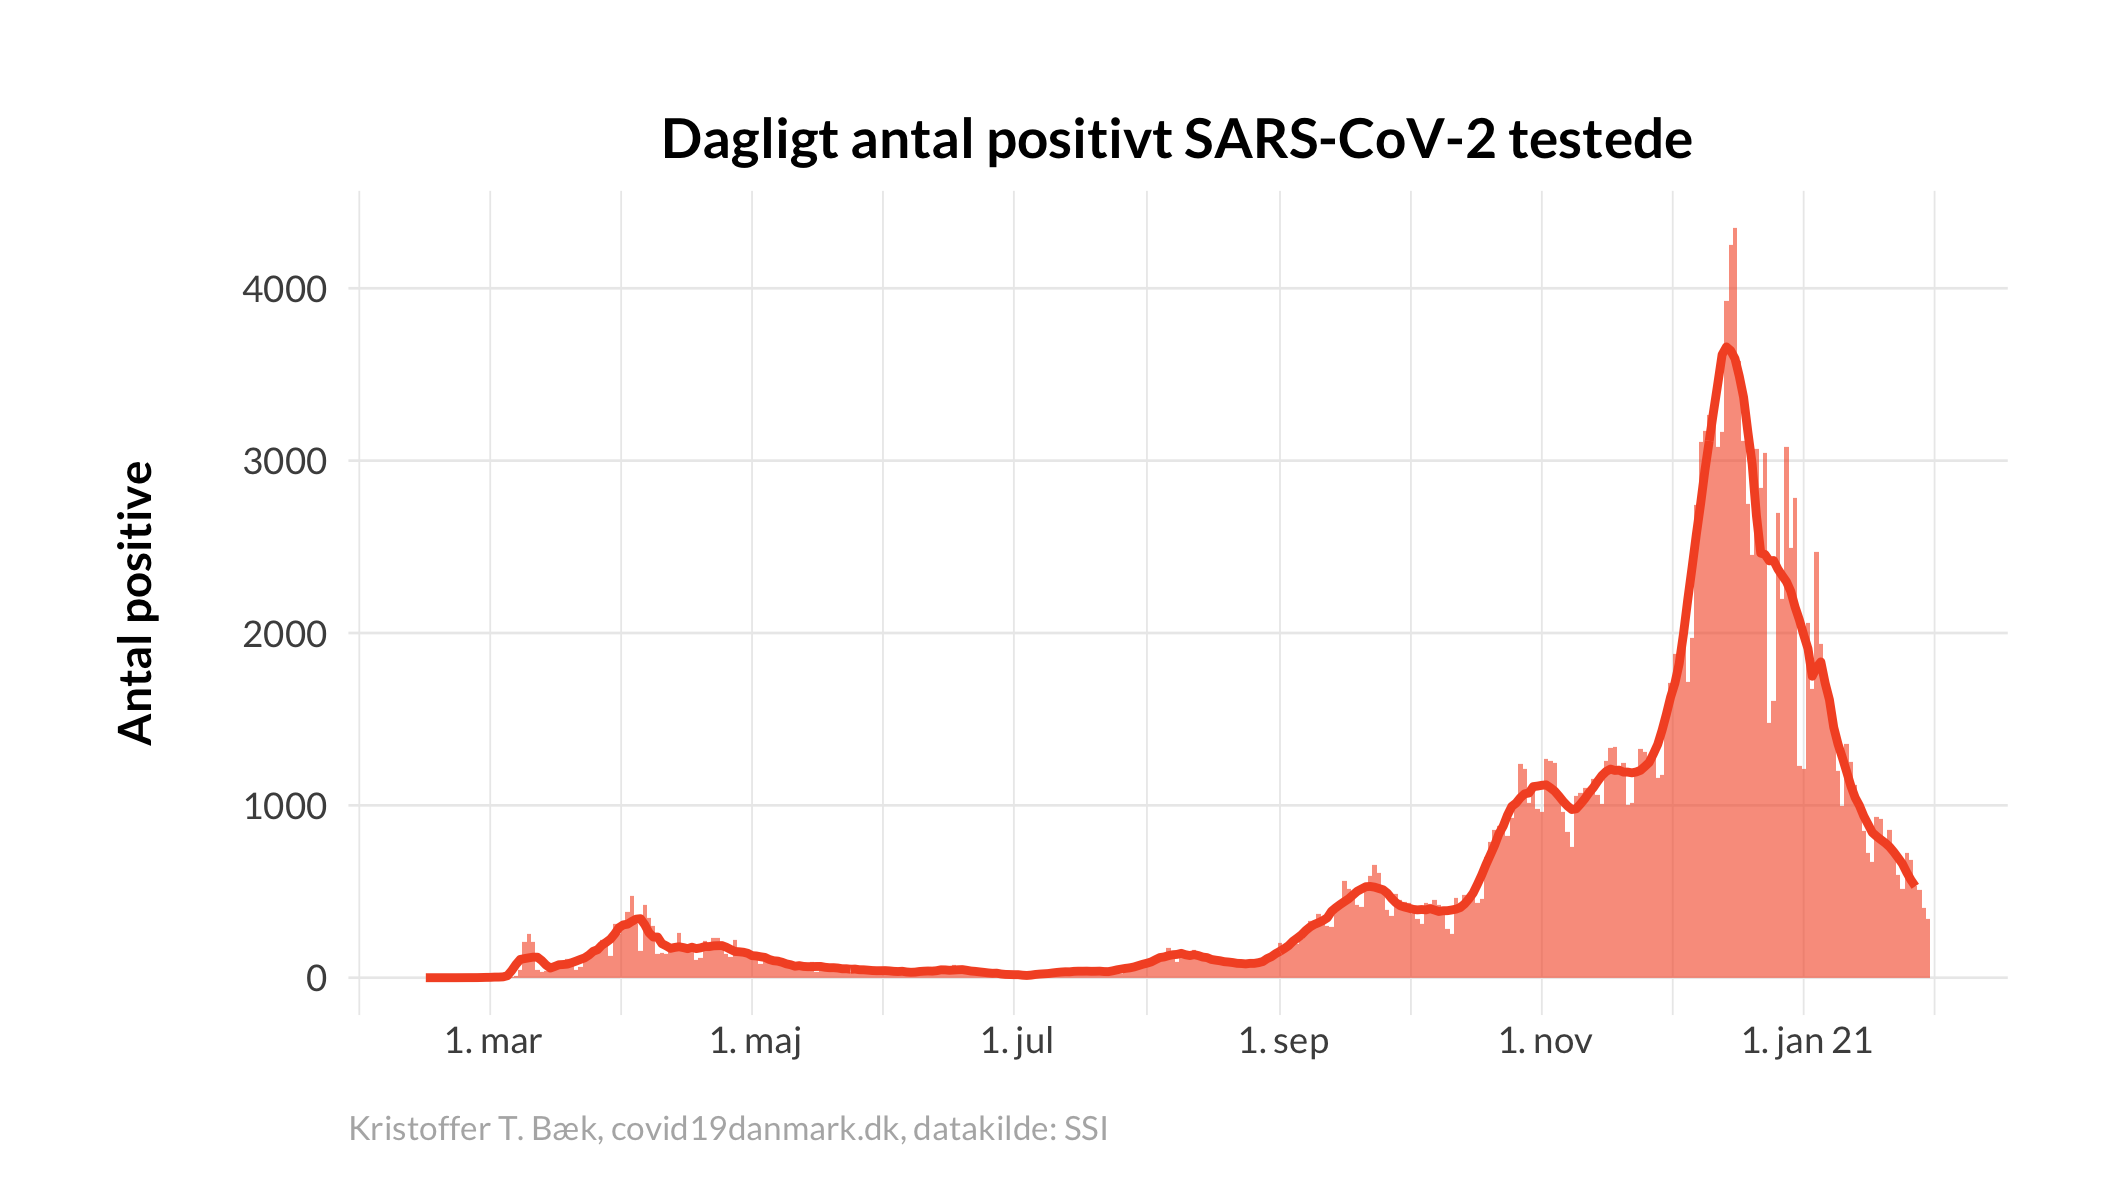 Dagligt antal positivt SARS-CoV-2 testede
Antal positive
4000
3000
2000
1000
0
1. mar
1. maj
1. jul
1. sep
1. nov
1. jan 21
Kristoffer T. Bæk, covid19danmark.dk, datakilde: SSI